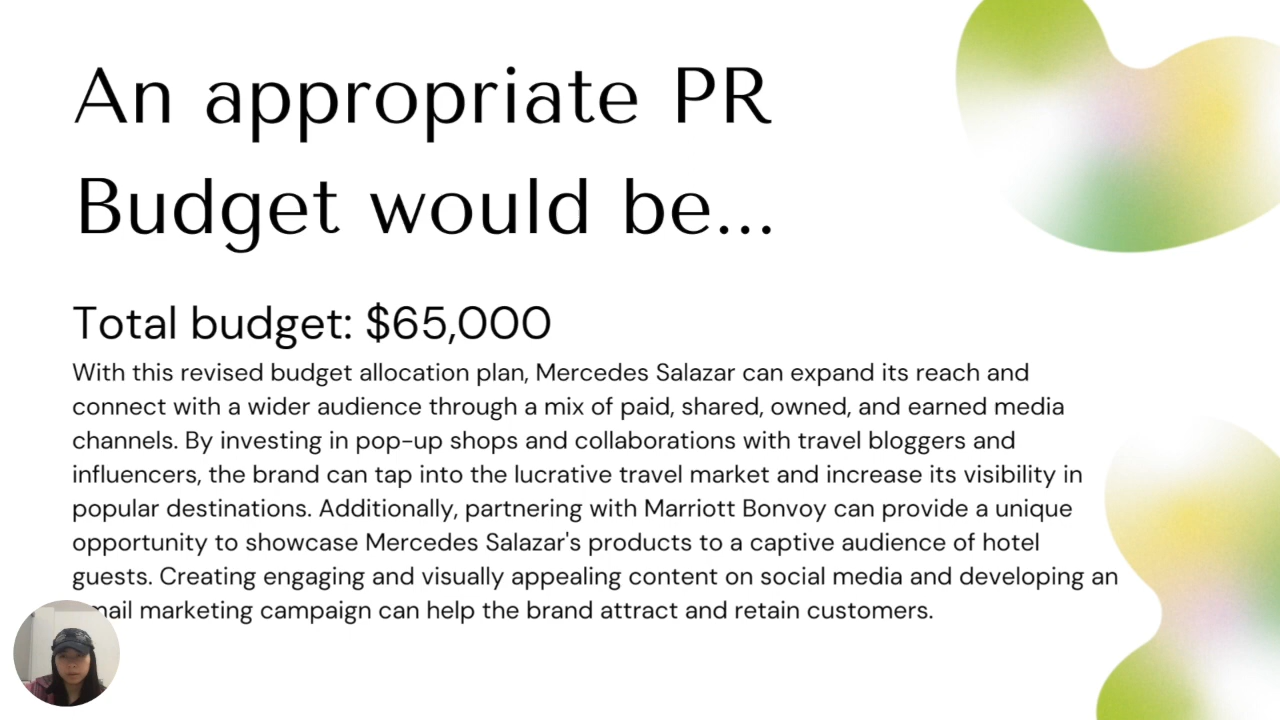 An appropriate PR
Budget would be...
Total budget: $65,000
With this revised budget allocation plan, Mercedes Salazar can expand its reach and
connect with a wider audience through a mix of paid, shared, owned, and earned media
channels. By investing in pop-up shops and collaborations with travel bloggers and
influencers, the brand can tap into the lucrative travel market and increase its visibility in
popular destinations. Additionally, partnering with Marriott Bonvoy can provide a unique
opportunity to showcase Mercedes Salazar's products to a captive audience of hotel
guests. Creating engaging and visually appealing content on social media and developing an
marketing campaign can help the brand attract and retain customers.